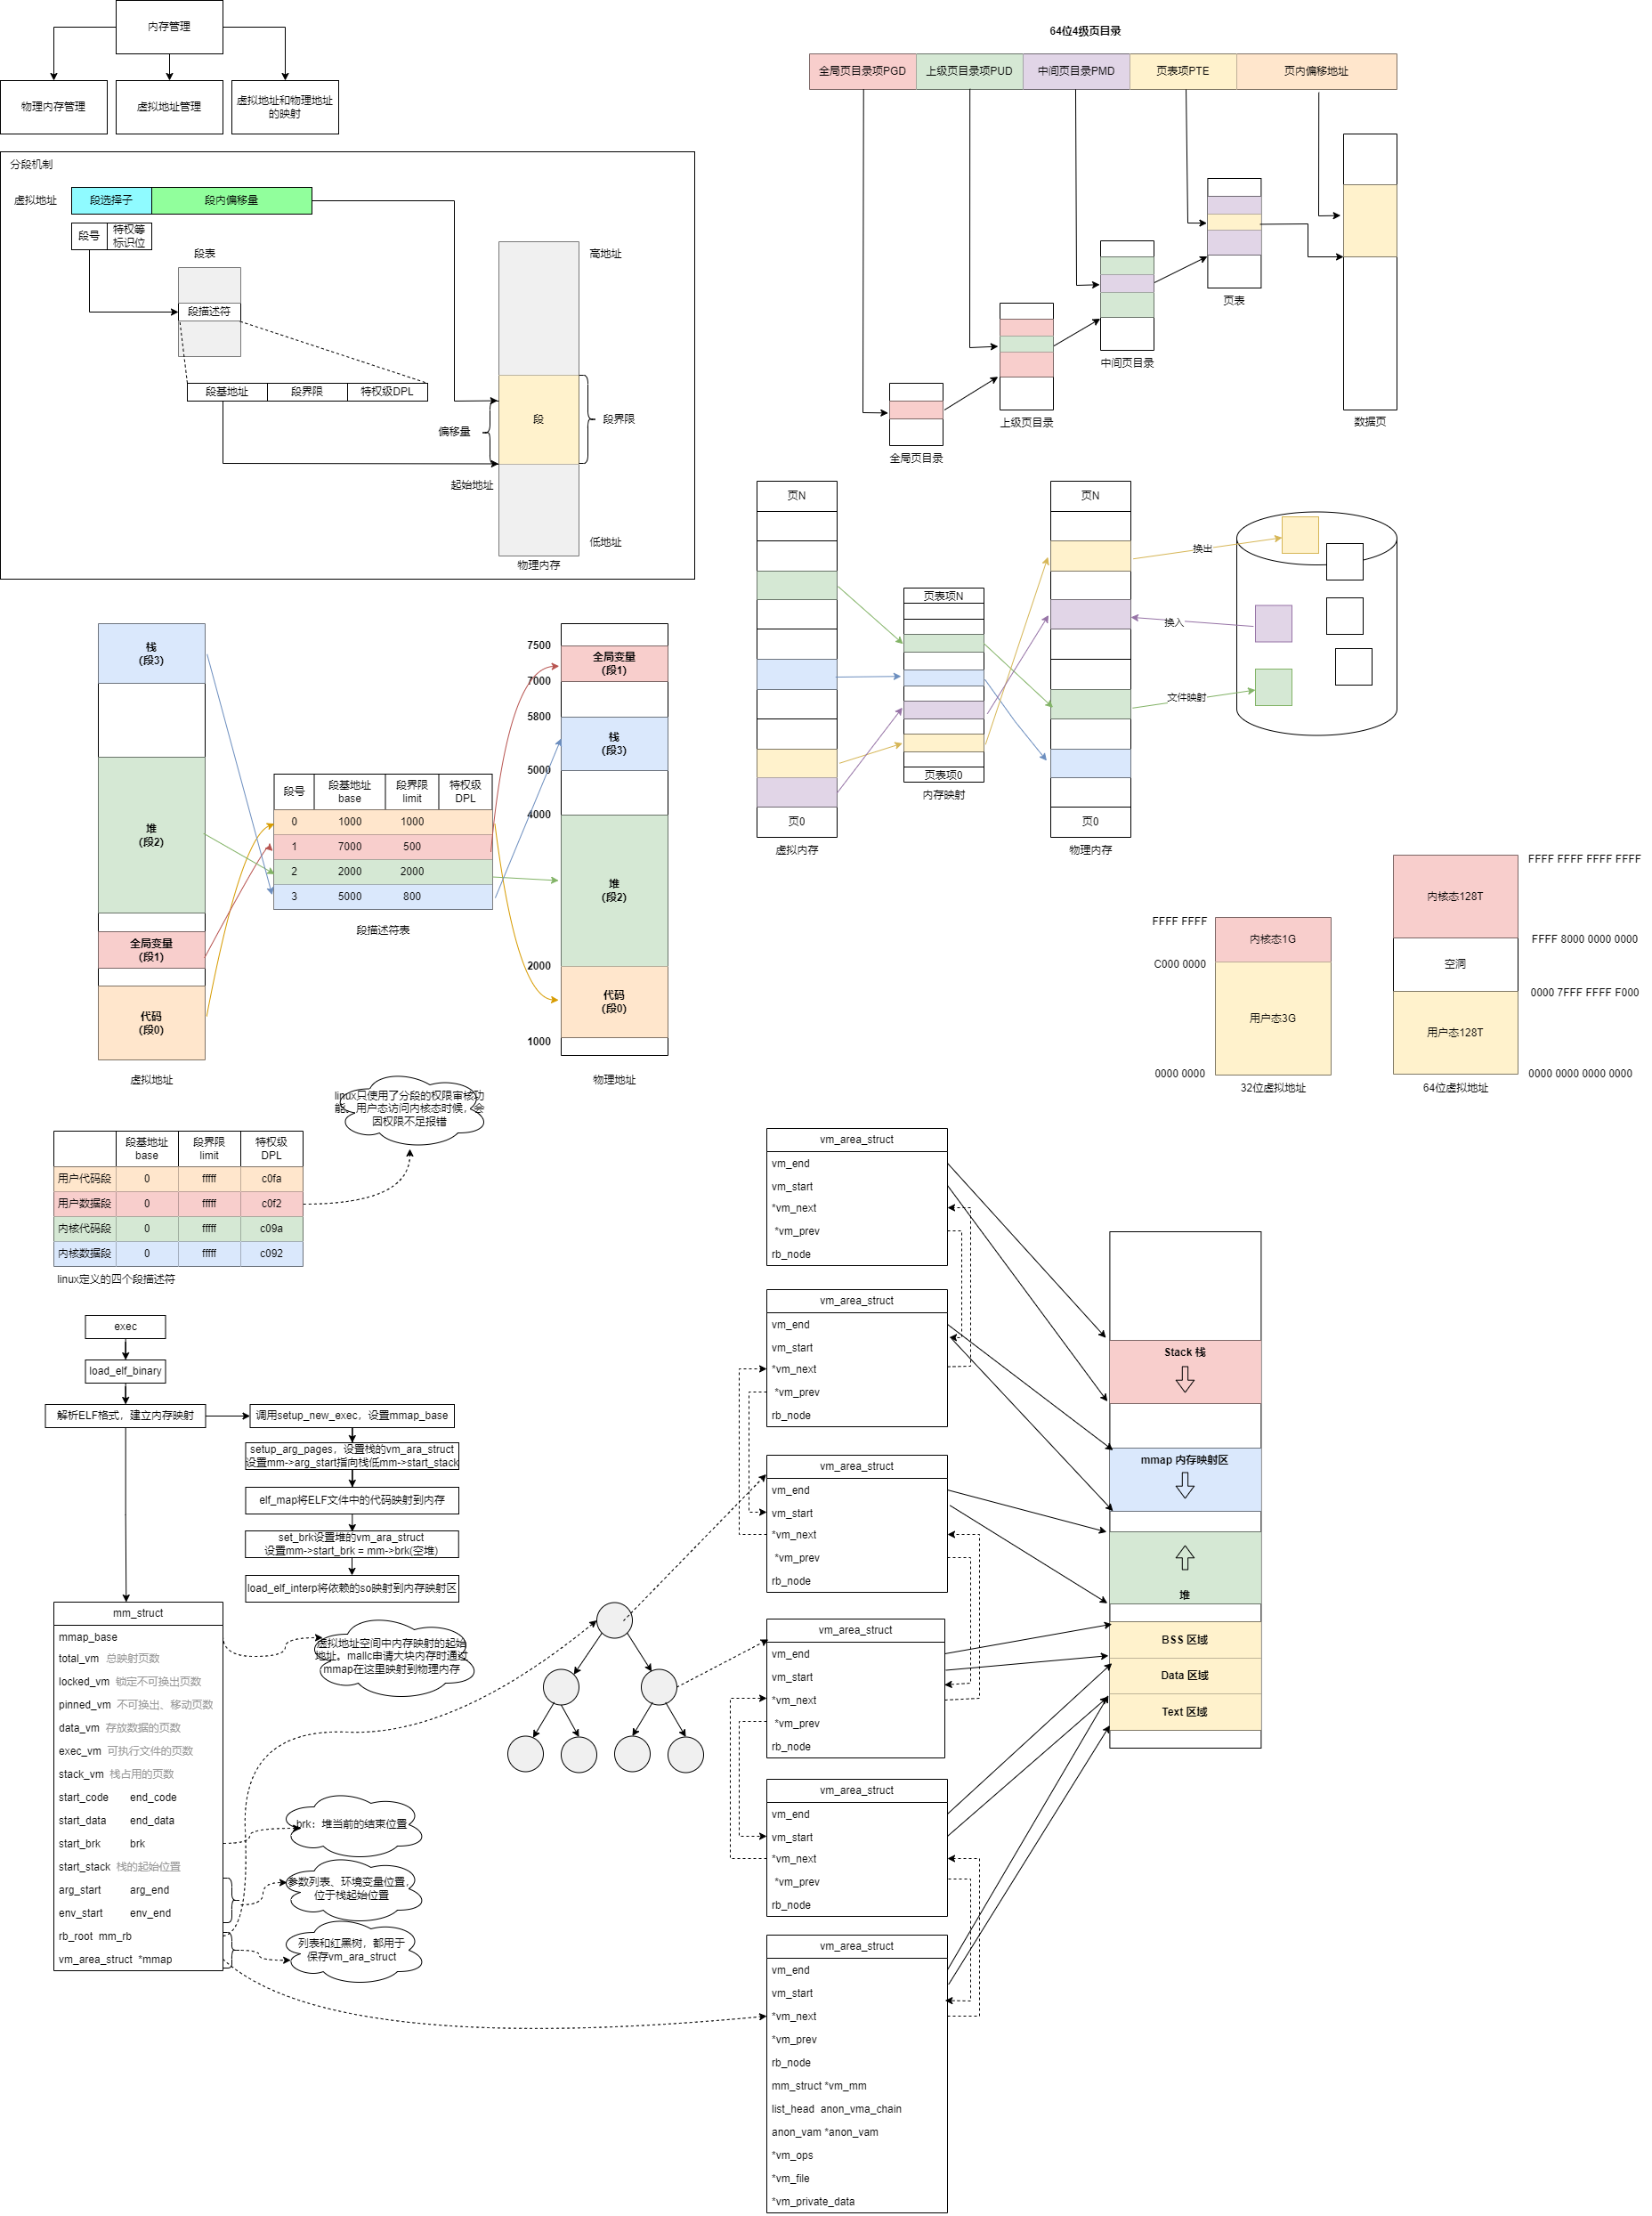 内存管理
物理内存管理
虚拟地址管理
虚拟地址和物理地址
的映射
分段机制
虚拟地址
段选择子
段内偏移量
段号
特权等
标识位
段表
段描述符
段基地址
段界限
特权级DPL
高地址
段
偏移量
段界限
起始地址
低地址
物理内存
64位4级页目录
全局页目录项PGD
上级页目录项PUD
中间页目录PMD
页表项PTE
页内偏移地址
页表
中间页目录
上级页目录
全局页目录
数据页
页N
页0
虚拟内存
页表项N
页表项0
内存映射
页N
页0
物理内存
换出
换入
文件映射
栈
(段3)
堆
(段2)
全局变量
(段1)
代码
(段0)
虚拟地址
段号
段基地址
base
段界限
limit
特权级
DPL
0 1000 1000
1 7000 500
2 2000 2000
3 5000 800
段描述符表
7500
7000
5800
5000
4000
2000
1000
全局变量
(段1)
栈
(段3)
堆
(段2)
代码
(段0)
物理地址
FFFF FFFF
C000 0000
0000 0000
内核态1G
用户态3G
32位虚拟地址
内核态128T
空洞
用户态128T
64位虚拟地址
FFFF FFFF FFFF FFFF
FFFF 8000 0000 0000
0000 7FFF FFFF F000
0000 0000 0000 0000
linux只使用了分段的权限审核功
能。用户态访问内核态时候，会
因权限不足报错
段基地址
base
段界限
limit
特权级
DPL
用户代码段 0 fffff c0fa
用户数据段 0 fffff c0f2
内核代码段 0 fffff c09a
内核数据段 0 fffff c092
linux定义的四个段描述符
exec
load_elf_binary
解析ELF格式，建立内存映射
调用setup_new_exec，设置mmap_base
setup_arg_pages，设置栈的vm_ara_struct
设置mm->arg_start指向栈低mm->start_stack
elf_map将ELF文件中的代码映射到内存
set_brk设置堆的vm_ara_struct
设置mm->start_brk = mm->brk(空堆)
load_elf_interp将依赖的so映射到内存映射区
mm_struct
mmap_base
total_vm 总映射页数
locked_vm 锁定不可换出页数
pinned_vm 不可换出、移动页数
data_vm 存放数据的页数
exec_vm 可执行文件的页数
stack_vm 栈占用的页数
start_code end_code
start_data end_data
start_brk brk
start_stack 栈的起始位置
arg_start arg_end
env_start env_end
rb_root mm_rb
vm_area_struct *mmap
虚拟地址空间中内存映射的起始
地址。mallc申请大块内存时通过
mmap在这里映射到物理内存
brk：堆当前的结束位置
参数列表、环境变量位置，
位于栈起始位置
列表和红黑树，都用于
保存vm_ara_struct
vm_area_struct
vm_end
vm_start
*vm_next
*vm_prev
rb_node
vm_area_struct
vm_end
vm_start
*vm_next
*vm_prev
rb_node
vm_area_struct
vm_end
vm_start
*vm_next
*vm_prev
rb_node
vm_area_struct
vm_end
vm_start
*vm_next
*vm_prev
rb_node
vm_area_struct
vm_end
vm_start
*vm_next
*vm_prev
rb_node
vm_area_struct
vm_end
vm_start
*vm_next
*vm_prev
rb_node
mm_struct *vm_mm
list_head anon_vma_chain
anon_vam *anon_vam
*vm_ops
*vm_file
*vm_private_data
Stack 栈
mmap 内存映射区
堆
BSS 区域
Data 区域
Text 区域